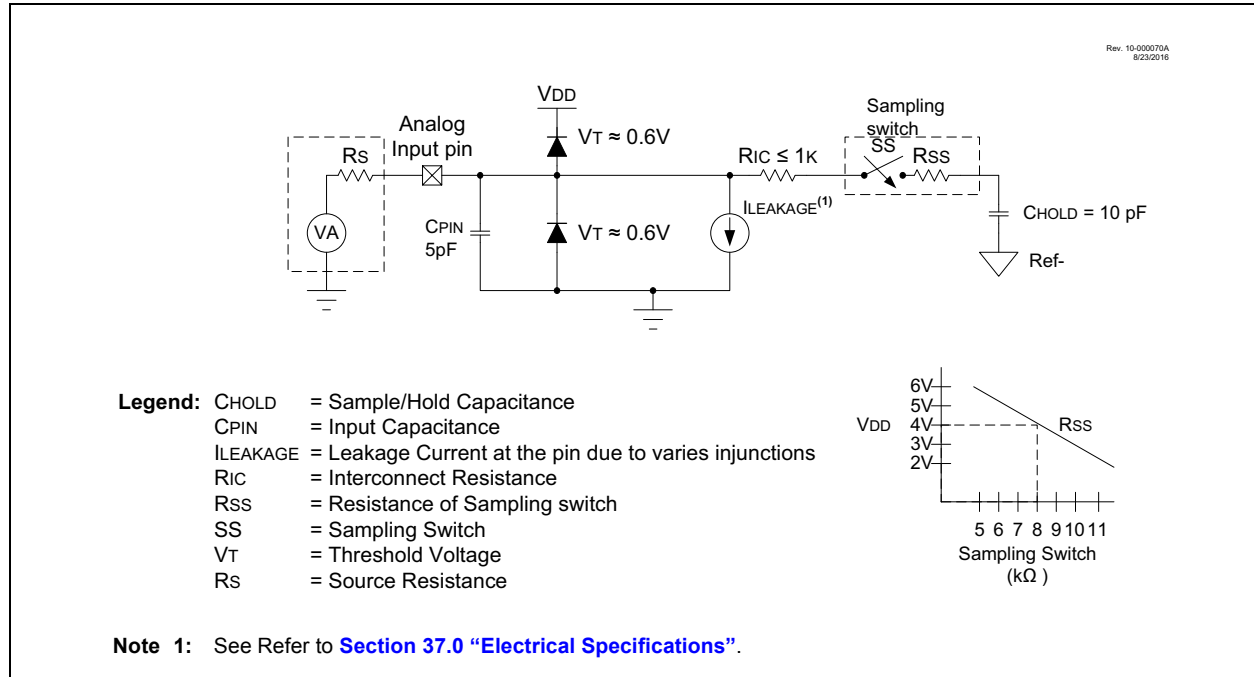 Rev. 10-000070A
8/23/2016
VDD
Sampling
switch
SS
Analog
Input pin
VT ≈ 0.6V
RS
RIC ≤ 1K
RSS
VA
CPIN
5pF
VT ≈ 0.6V
ILEAKAGE(1)
CHOLD = 10 pF
Ref-
Legend: CHOLD = Sample/Hold Capacitance
CPIN = Input Capacitance
ILEAKAGE = Leakage Current at the pin due to varies injunctions
RIC = Interconnect Resistance
RSS = Resistance of Sampling switch
SS = Sampling Switch
VT = Threshold Voltage
RS = Source Resistance
6V
5V
VDD 4V RSS
3V
2V
5 6 7 8 9 10 11
Sampling Switch
(kΩ )
Note 1: See Refer to Section 37.0 “Electrical Specifications”.